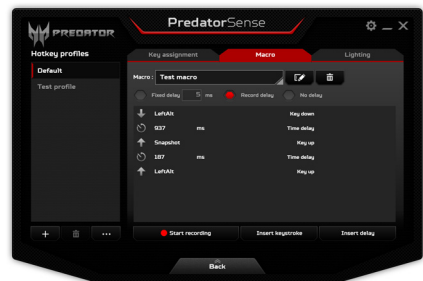 PredatorSense
PREDATOR
Hotkey profiles
Key assignment Macro Lighting
Default
Test profile
Macro : Test macro
Fixed delay 5 ms Record delay No delay
LeftAlt Key down
937 ms Time delay
Snapshot Key up
187 ms Time delay
LeftAlt Key up
+ ... Start recording Insert keystroke Insert delay
Back